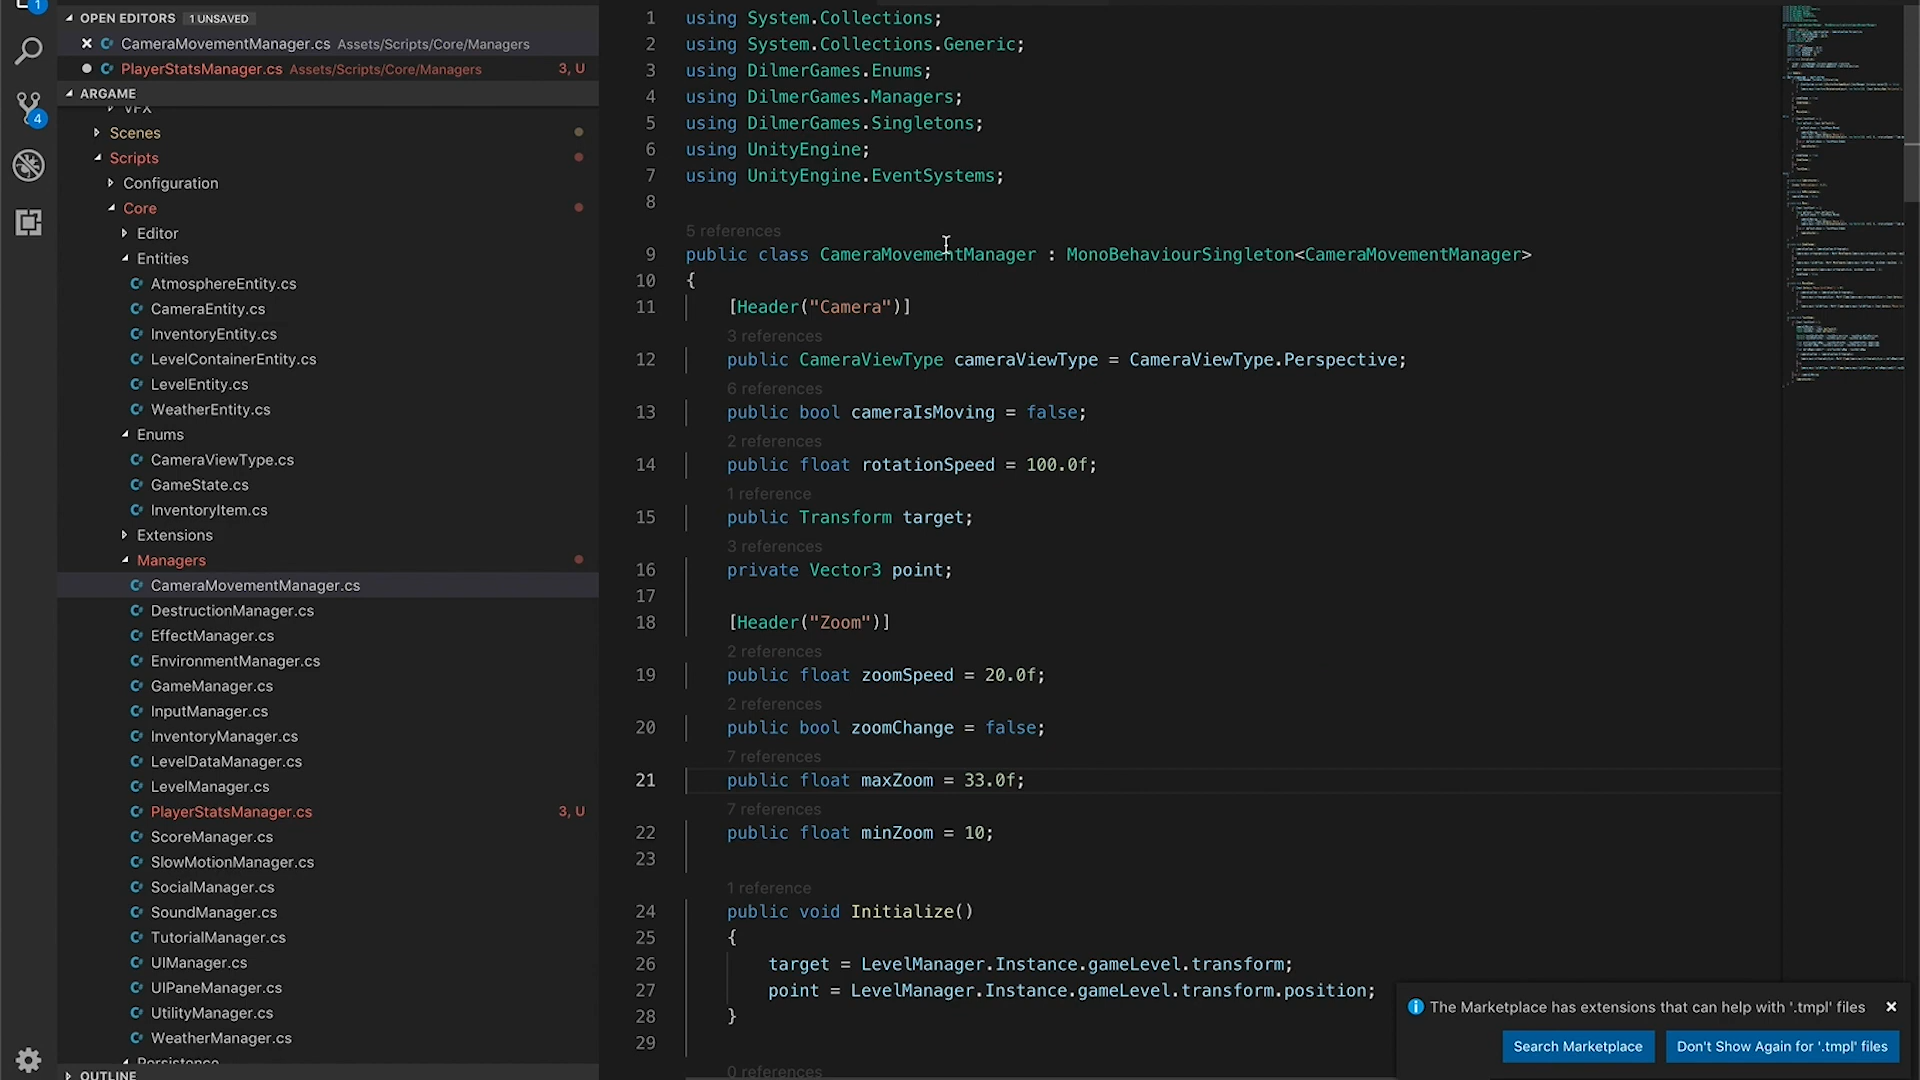 1
OPEN EDITORS 1 UNSAVED
CameraMovementManager.cs Assets/Scripts/Core/Managers
PlayerStatsManager.cs Assets/Scripts/Core/Managers 3, U
ARGAME
4
VFX
Scenes
Scripts
Configuration
Core
Editor
Entities
AtmosphereEntity.cs
CameraEntity.cs
InventoryEntity.cs
LevelContainerEntity.cs
LevelEntity.cs
WeatherEntity.cs
Enums
CameraViewType.cs
GameState.cs
InventoryItem.cs
Extensions
Managers
CameraMovementManager.cs
DestructionManager.cs
EffectManager.cs
EnvironmentManager.cs
GameManager.cs
InputManager.cs
InventoryManager.cs
LevelDataManager.cs
LevelManager.cs
PlayerStatsManager.cs 3, U
ScoreManager.cs
SlowMotionManager.cs
SocialManager.cs
SoundManager.cs
TutorialManager.cs
UIManager.cs
UIPaneManager.cs
UtilityManager.cs
WeatherManager.cs
Persistence
OUTLINE
1 using System.Collections;
2 using System.Collections.Generic;
3 using DilmerGames.Enums;
4 using DilmerGames.Managers;
5 using DilmerGames.Singletons;
6 using UnityEngine;
7 using UnityEngine.EventSystems;
8
5 references
9 public class CameraMovementManager : MonoBehaviourSingleton<CameraMovementManager>
10 {
11 [Header("Camera")]
3 references
12 public CameraViewType cameraViewType = CameraViewType.Perspective;
6 references
13 public bool cameraIsMoving = false;
2 references
14 public float rotationSpeed = 100.0f;
1 reference
15 public Transform target;
3 references
16 private Vector3 point;
17
18 [Header("Zoom")]
2 references
19 public float zoomSpeed = 20.0f;
2 references
20 public bool zoomChange = false;
7 references
21 public float maxZoom = 33.0f;
7 references
22 public float minZoom = 10;
23
1 reference
24 public void Initialize()
25 {
26 target = LevelManager.Instance.gameLevel.transform;
27 point = LevelManager.Instance.gameLevel.transform.position;
28 }
29
0 references
The Marketplace has extensions that can help with '.tmpl' files
Search Marketplace
Don't Show Again for '.tmpl' files